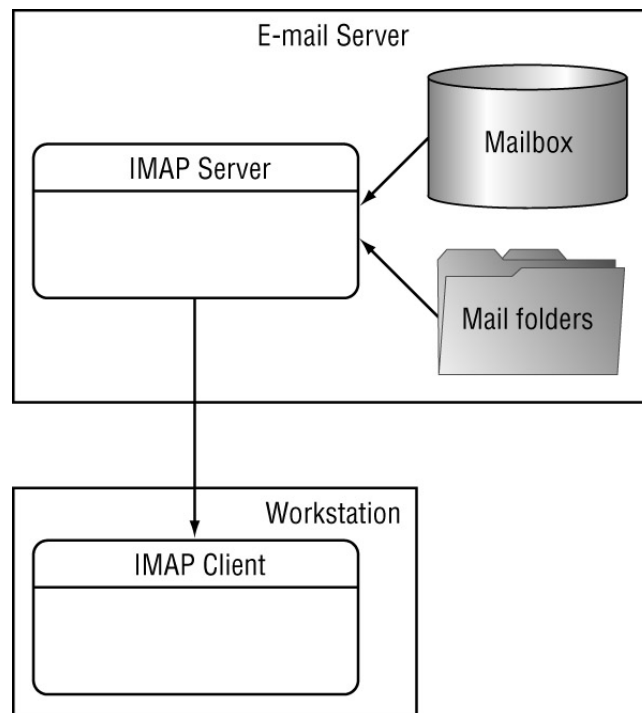 E-mail Server
Mailbox
IMAP Server
Mail folders
Workstation
IMAP Client